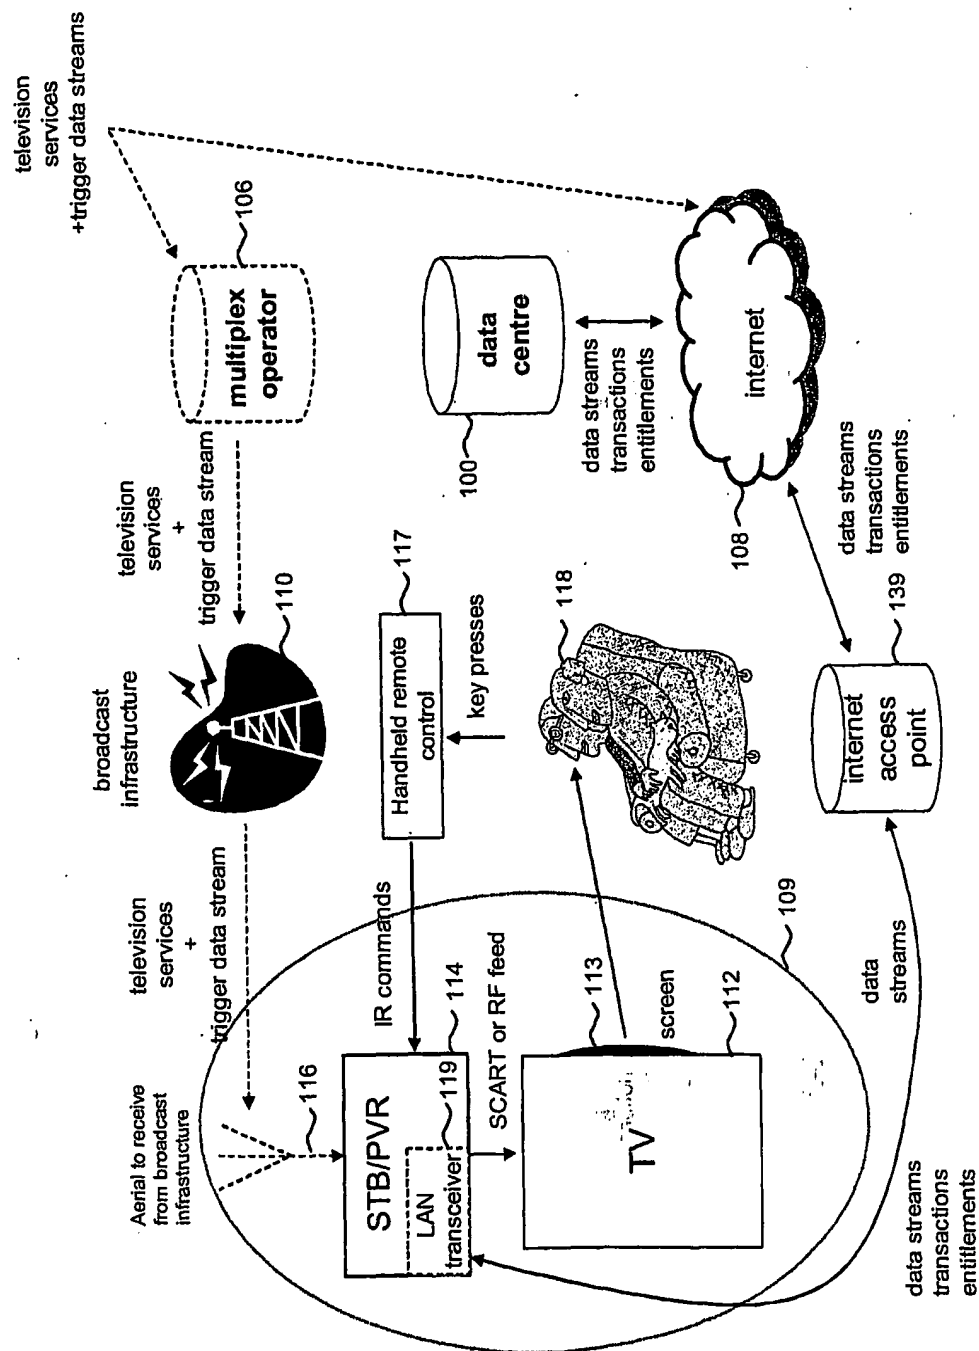 television
services
+trigger data streams
106
multiplex
operator
television
services
+
trigger data stream
broadcast
infrastructure
110
television
services
+
trigger data stream
Aerial to receive
from broadcast
infrastructure
116
data
centre
100
data streams
transactions
entitlements
internet
108
117
Handheld remote
control
key presses
IR commands
118
STB/PVR
114
LAN
transceiver
119
SCART or RF feed
113
screen
TV
112
109
data streams
transactions
entitlements
139
internet
access
point
data
streams
data streams
transactions
entitlements